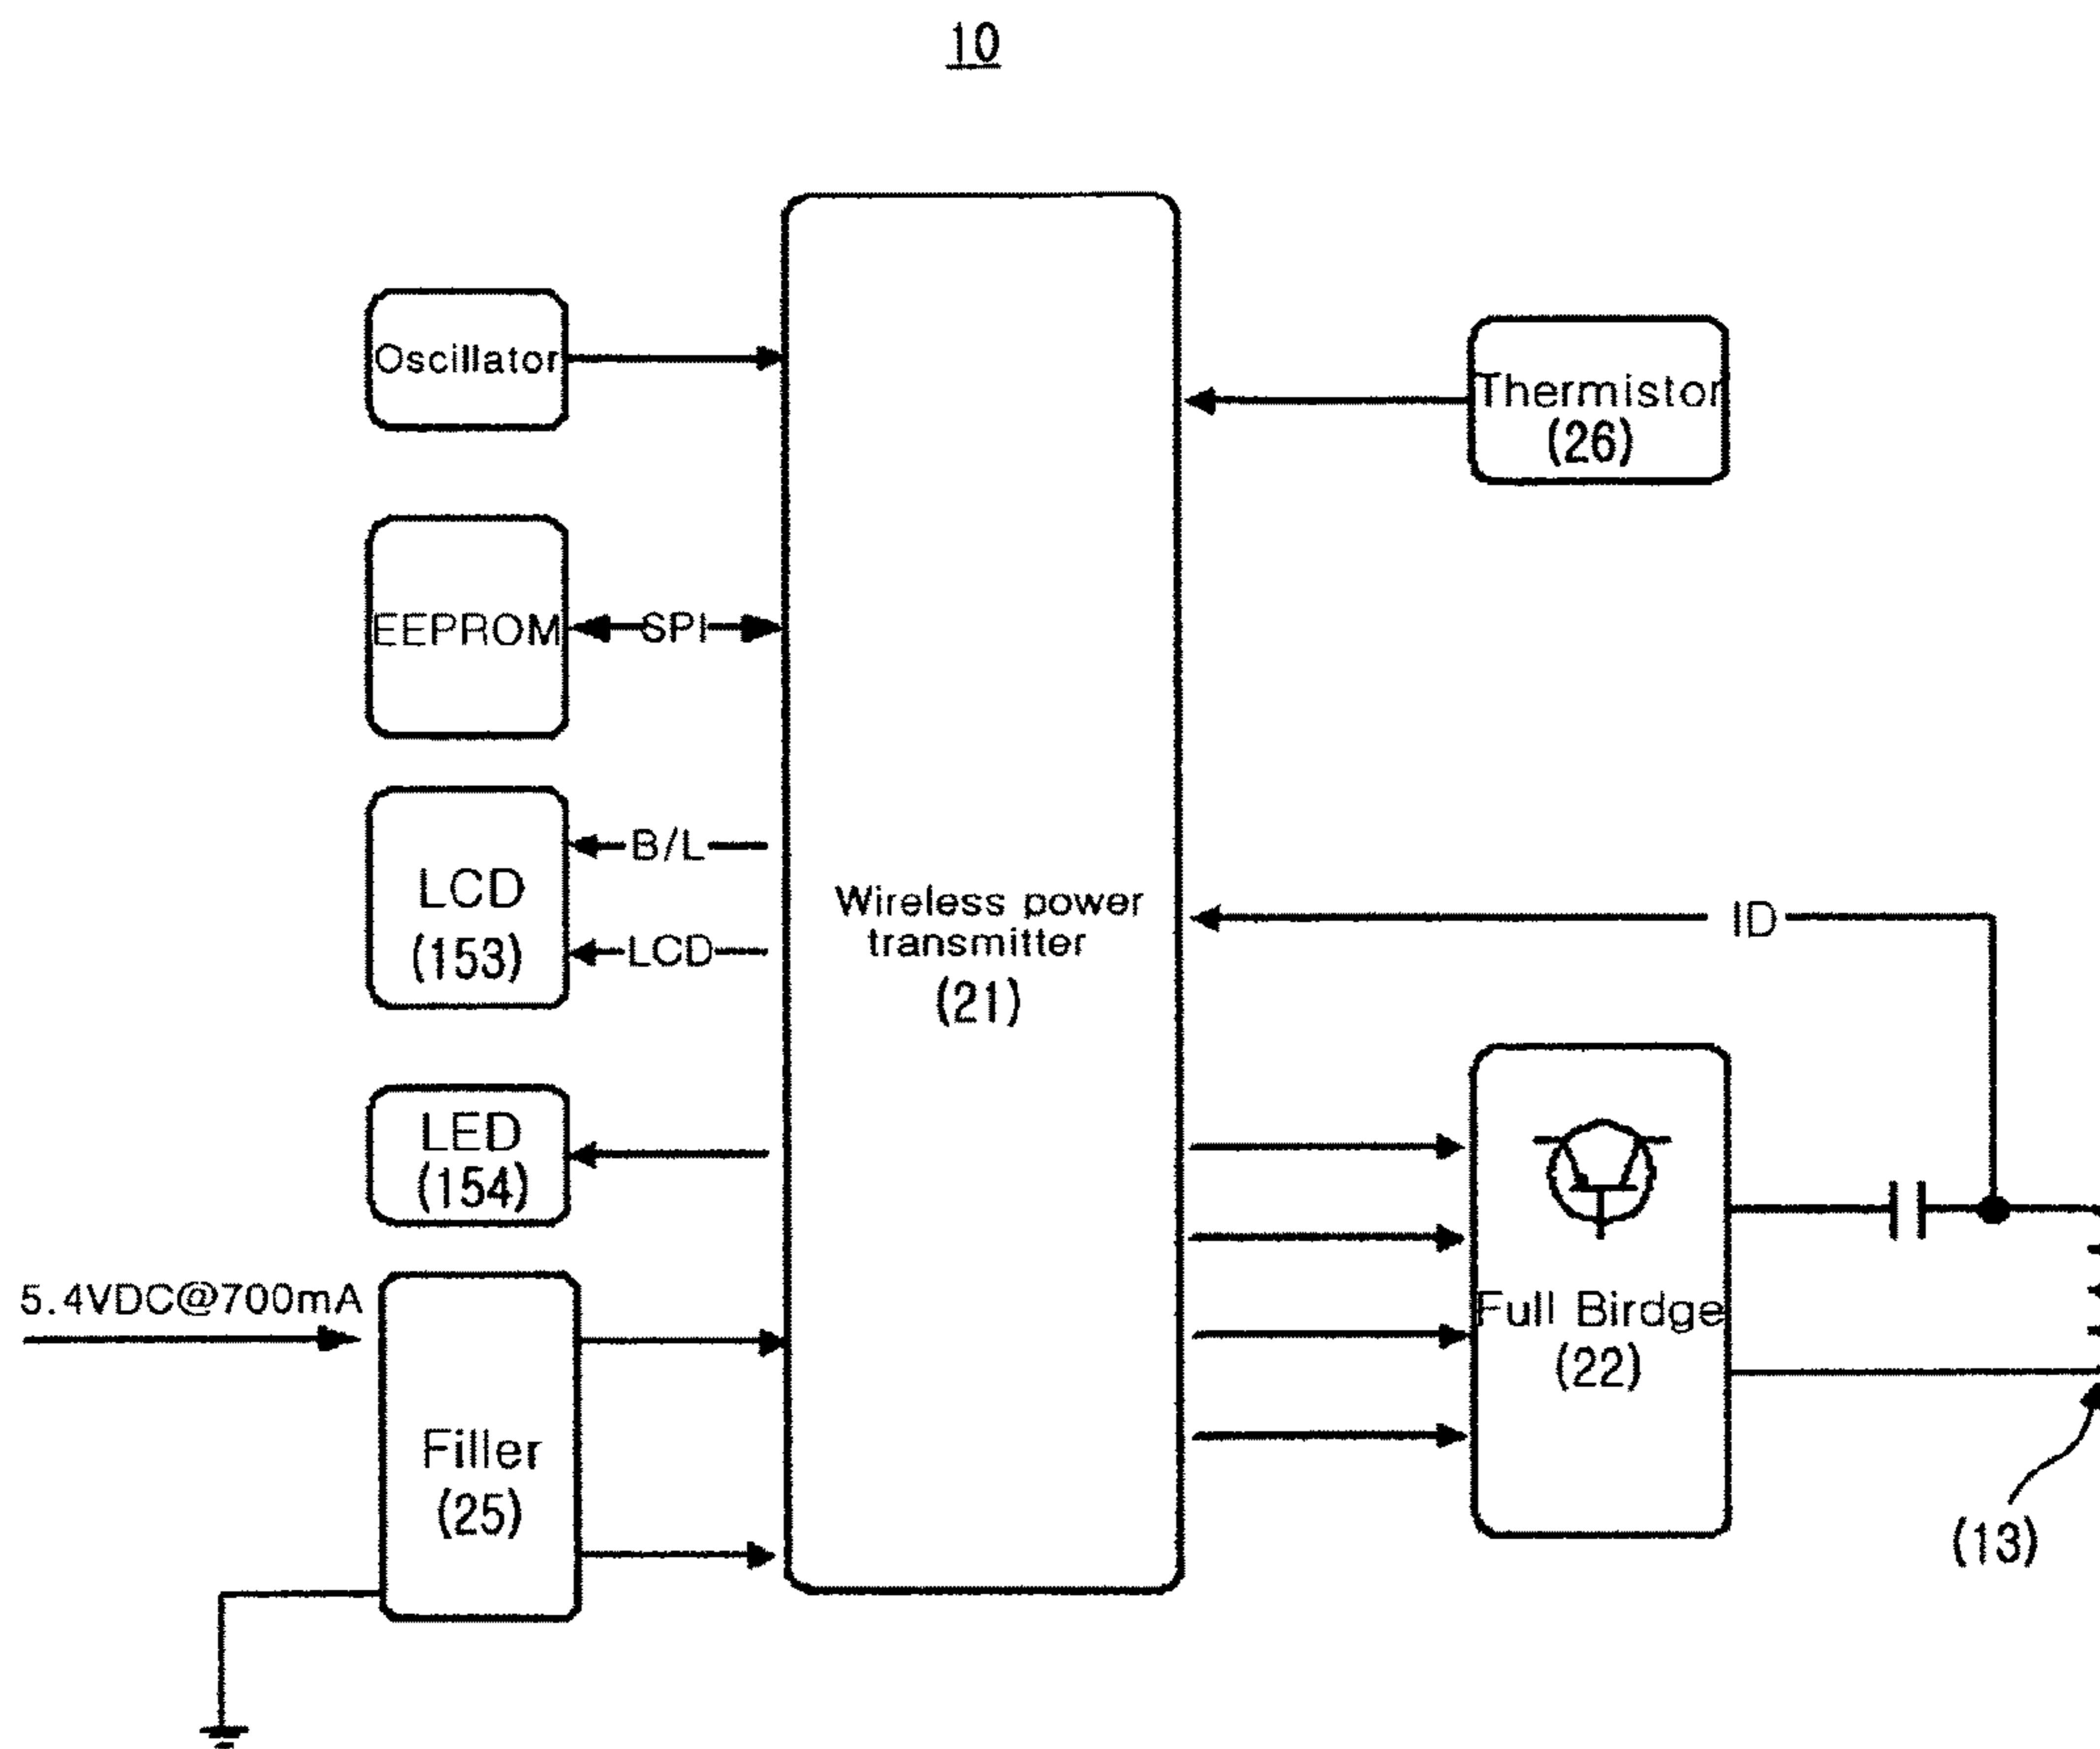 10
Oscillator
Thermistor
(26)
EEPROM
SPI
B/L
LCD
(153)
LCD
Wireless power
transmitter
(21)
ID
LED
(154)
5.4VDC@700mA
Full Birdge
(22)
Filler
(25)
(13)